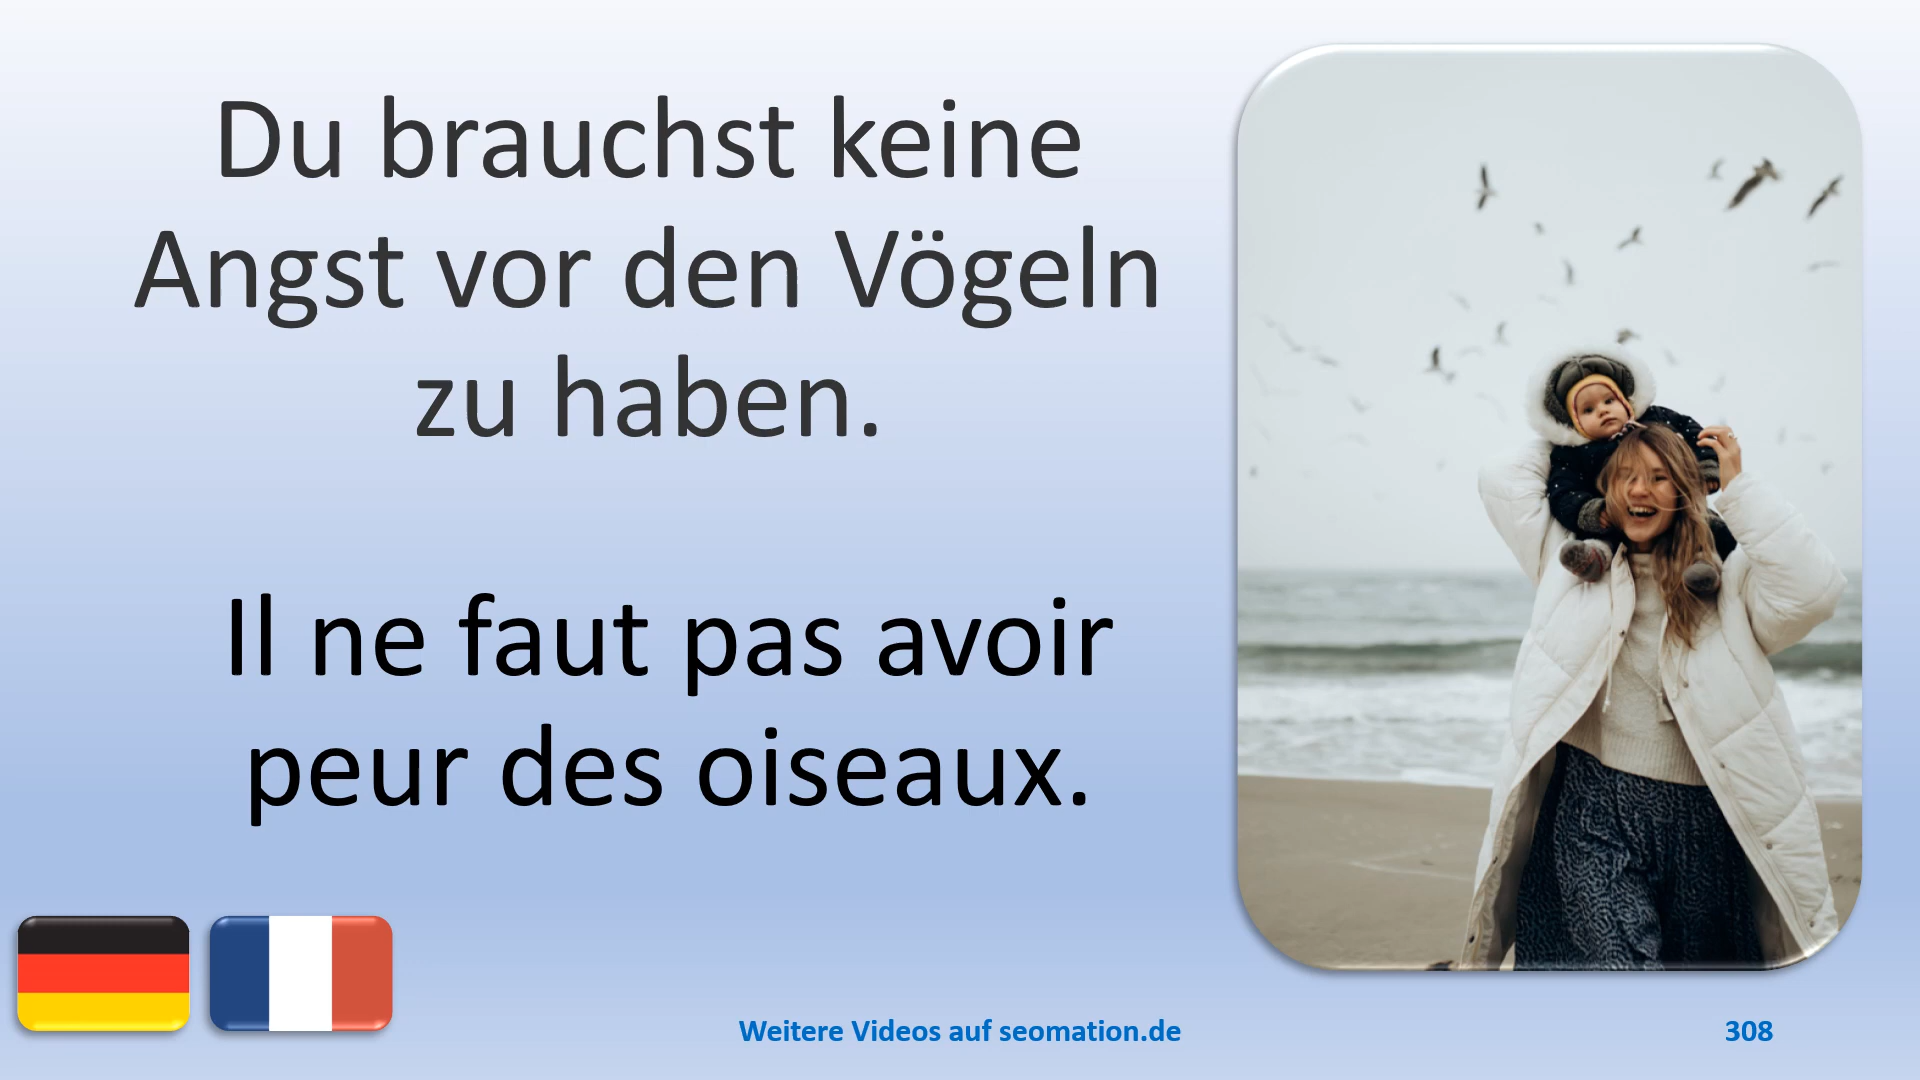 Du brauchst keine
Angst vor den Vögeln
zu haben.
Il ne faut pas avoir
peur des oiseaux.
Weitere Videos auf seomation.de
308